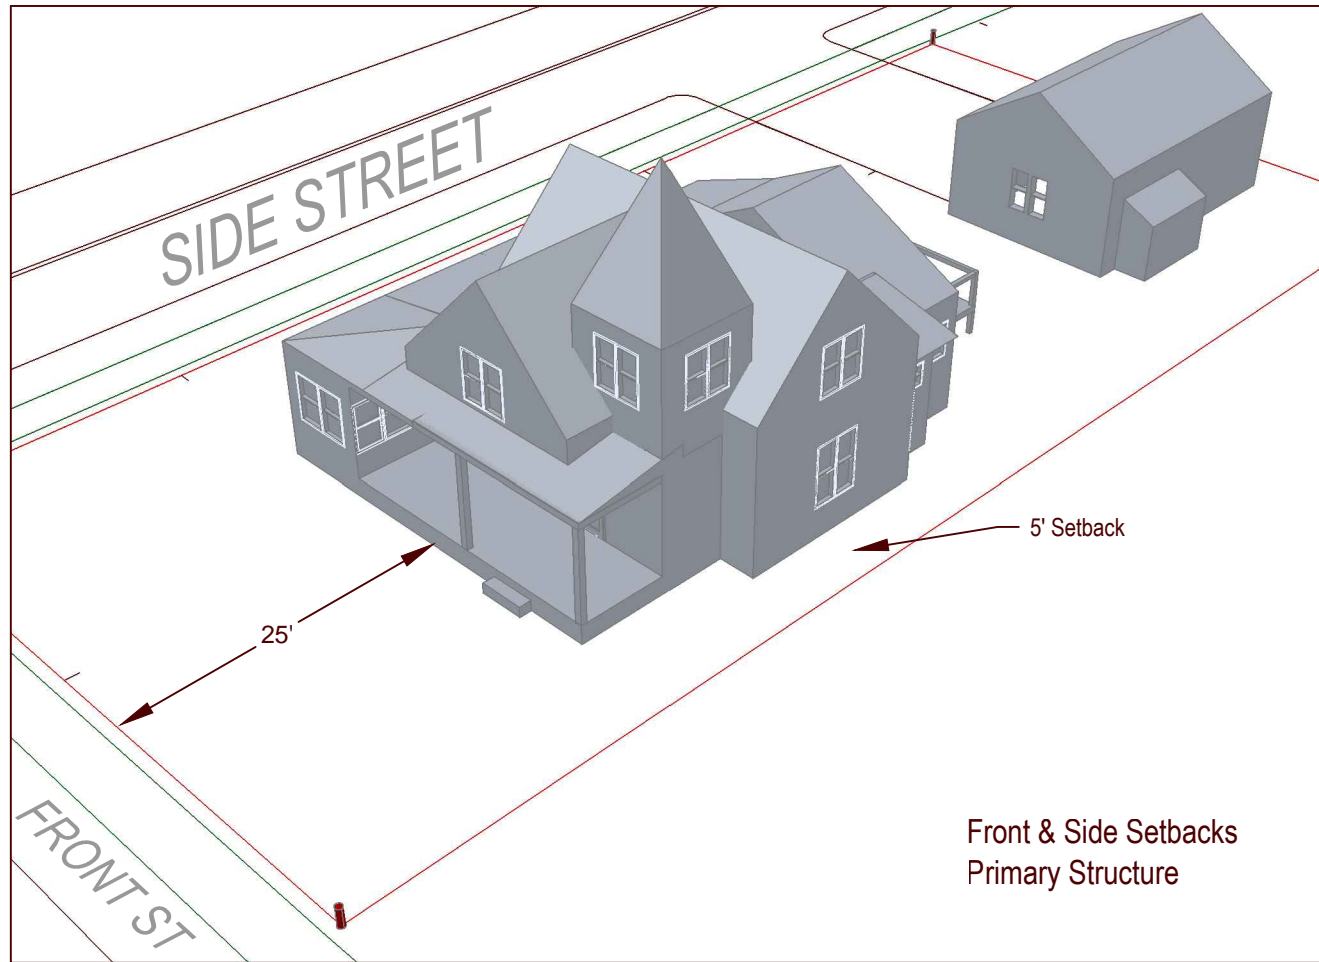 SIDE STREET
5' Setback
25'
FRONT ST
Front & Side Setbacks
Primary Structure